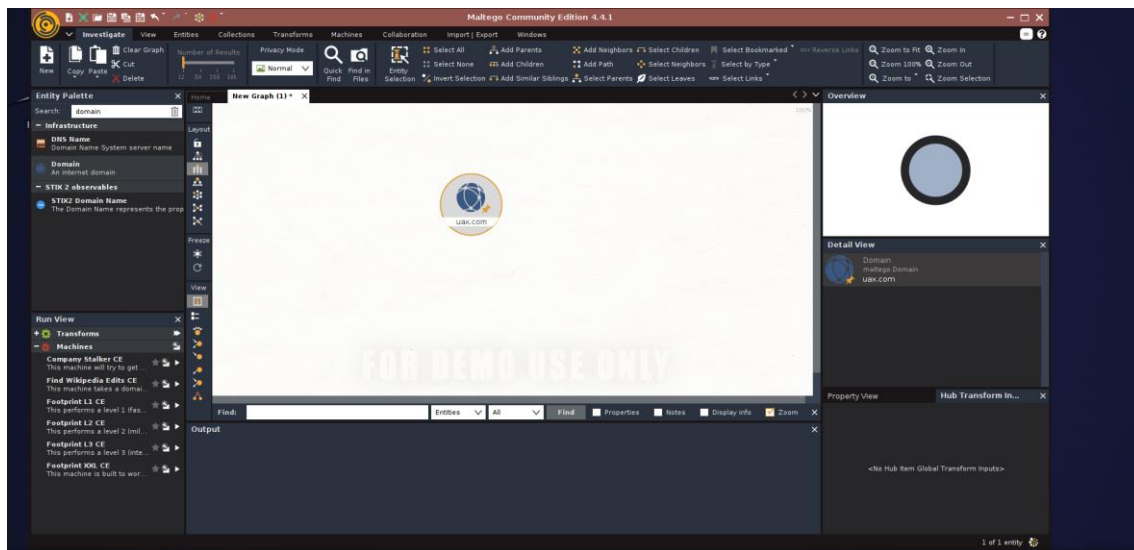 Maltego Community Edition 4.4.1
Investigate View Entities Collections Transforms Machines Collaboration Import | Export Windows
New
Copy Paste
Clear Graph
Cut
Delete
Number of Results
12 50 256 10k
Privacy Mode
Normal
Quick Find
Find in Files
Entity Selection
Select All
Select None
Invert Selection
Add Parents
Add Children
Add Similar Siblings
Add Neighbors
Add Path
Select Parents
Select Children
Select Neighbors
Select Leaves
Select Bookmarked
Select by Type
Select Links
Reverse Links
Zoom to Fit
Zoom 100%
Zoom to
Zoom In
Zoom Out
Zoom Selection
Entity Palette
Search: domain
Infrastructure
DNS Name
Domain Name System server name
Domain
An internet domain
STIX 2 observables
STIX2 Domain Name
The Domain Name represents the prop
Run View
Transforms
Machines
Company Stalker CE
This machine will try to get ...
Find Wikipedia Edits CE
This machine takes a domai...
Footprint L1 CE
This performs a level 1 (fas...
Footprint L2 CE
This performs a level 2 (mil...
Footprint L3 CE
This performs a level 3 (inte...
Footprint XXL CE
This machine is built to wor...
Home
New Graph (1) *
Layout
Freeze
View
100%
uax.com
FOR DEMO USE ONLY
Find: Entities All Find Properties Notes Display info Zoom
Output
Overview
Detail View
Domain
maltego.Domain
uax.com
Property View
Hub Transform In...
<No Hub Item Global Transform Inputs>
1 of 1 entity